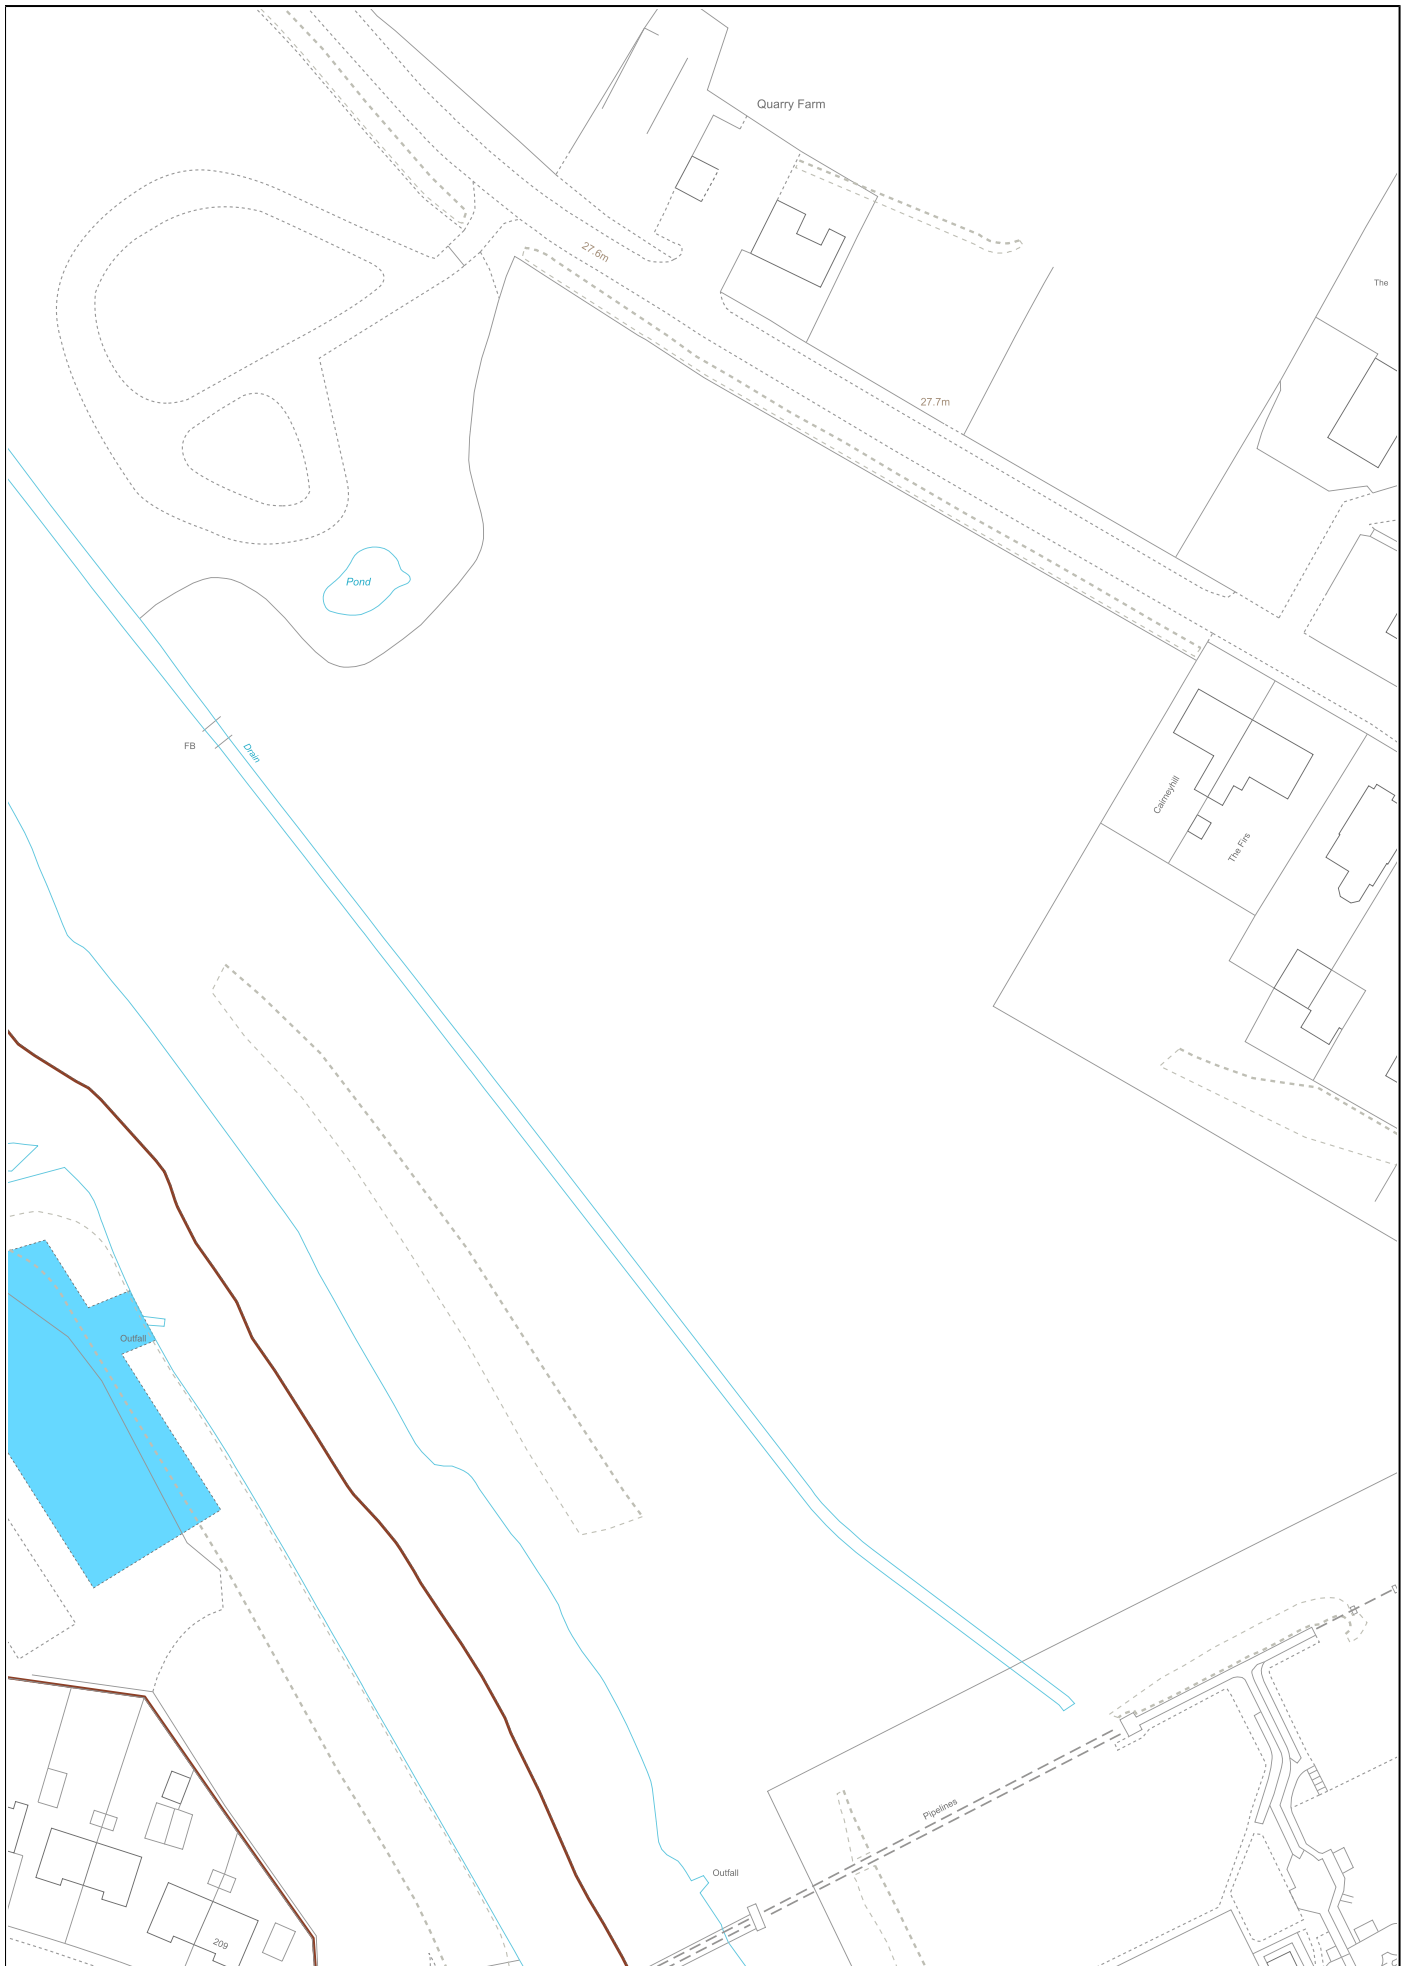 Quarry Farm
27.6m
The
27.7m
Pond
FB
Drain
Cairneyhill
The Firs
Outfall
Pipelines
Outfall
209